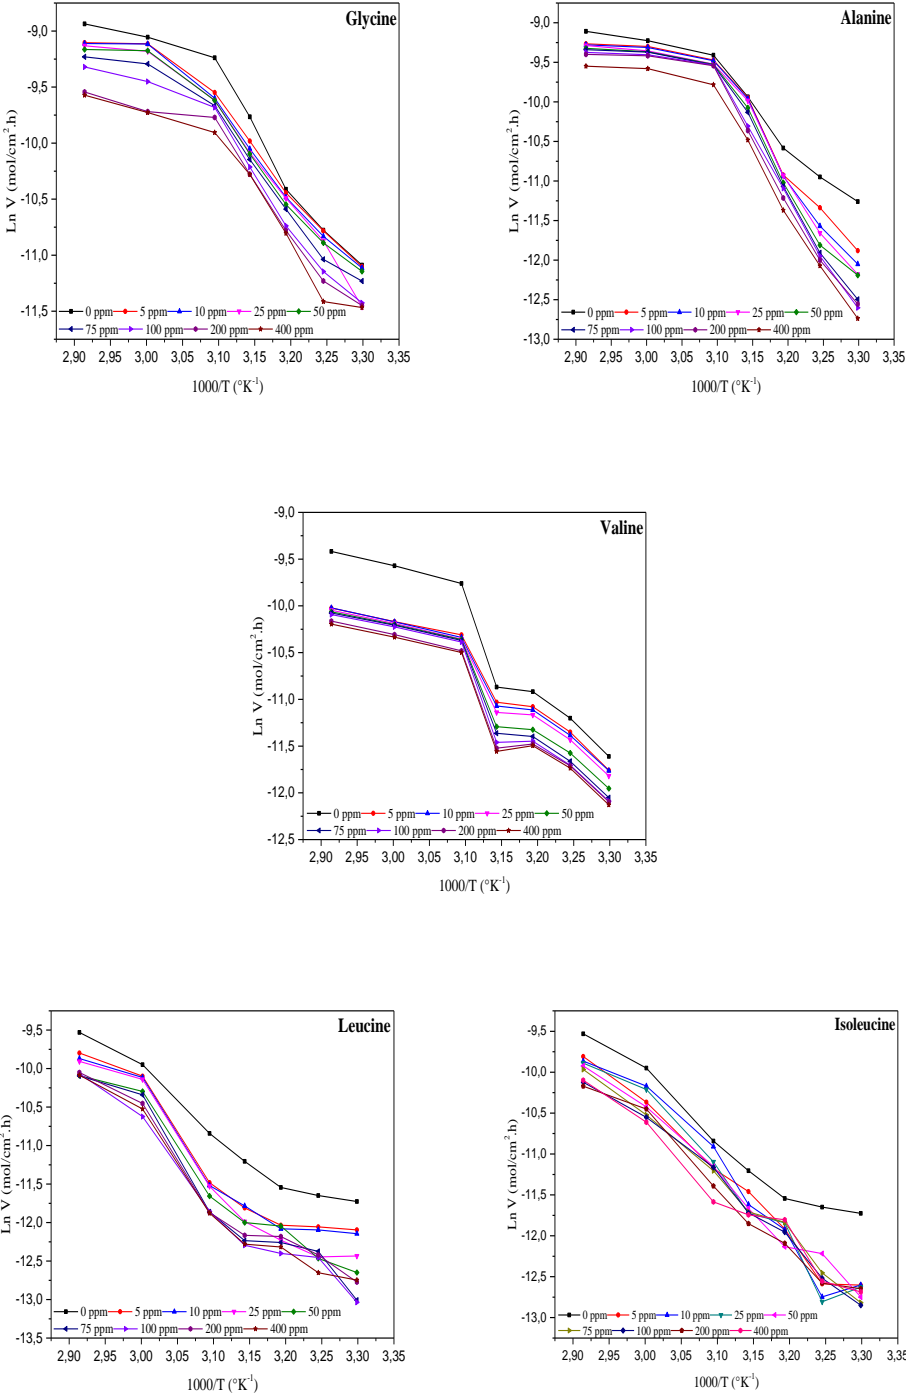 Glycine
Ln V (mol/cm².h)
-9,0
-9,5
-10,0
-10,5
-11,0
-11,5
0 ppm 5 ppm 10 ppm 25 ppm 50 ppm
75 ppm 100 ppm 200 ppm 400 ppm
2,90 2,95 3,00 3,05 3,10 3,15 3,20 3,25 3,30 3,35
1000/T (°K⁻¹)
Alanine
Ln V (mol/cm².h)
-9,0
-9,5
-10,0
-10,5
-11,0
-11,5
-12,0
-12,5
-13,0
0 ppm 5 ppm 10 ppm 25 ppm 50 ppm
75 ppm 100 ppm 200 ppm 400 ppm
2,90 2,95 3,00 3,05 3,10 3,15 3,20 3,25 3,30 3,35
1000/T (°K⁻¹)
Valine
Ln V (mol/cm².h)
-9,0
-9,5
-10,0
-10,5
-11,0
-11,5
-12,0
-12,5
0 ppm 5 ppm 10 ppm 25 ppm 50 ppm
75 ppm 100 ppm 200 ppm 400 ppm
2,90 2,95 3,00 3,05 3,10 3,15 3,20 3,25 3,30 3,35
1000/T (°K⁻¹)
Leucine
Ln V (mol/cm².h)
-9,5
-10,0
-10,5
-11,0
-11,5
-12,0
-12,5
-13,0
-13,5
0 ppm 5 ppm 10 ppm 25 ppm 50 ppm
75 ppm 100 ppm 200 ppm 400 ppm
2,90 2,95 3,00 3,05 3,10 3,15 3,20 3,25 3,30 3,35
1000/T (°K⁻¹)
Isoleucine
Ln V (mol/cm².h)
-9,5
-10,0
-10,5
-11,0
-11,5
-12,0
-12,5
-13,0
0 ppm 5 ppm 10 ppm 25 ppm 50 ppm
75 ppm 100 ppm 200 ppm 400 ppm
2,90 2,95 3,00 3,05 3,10 3,15 3,20 3,25 3,30 3,35
1000/T (°K⁻¹)